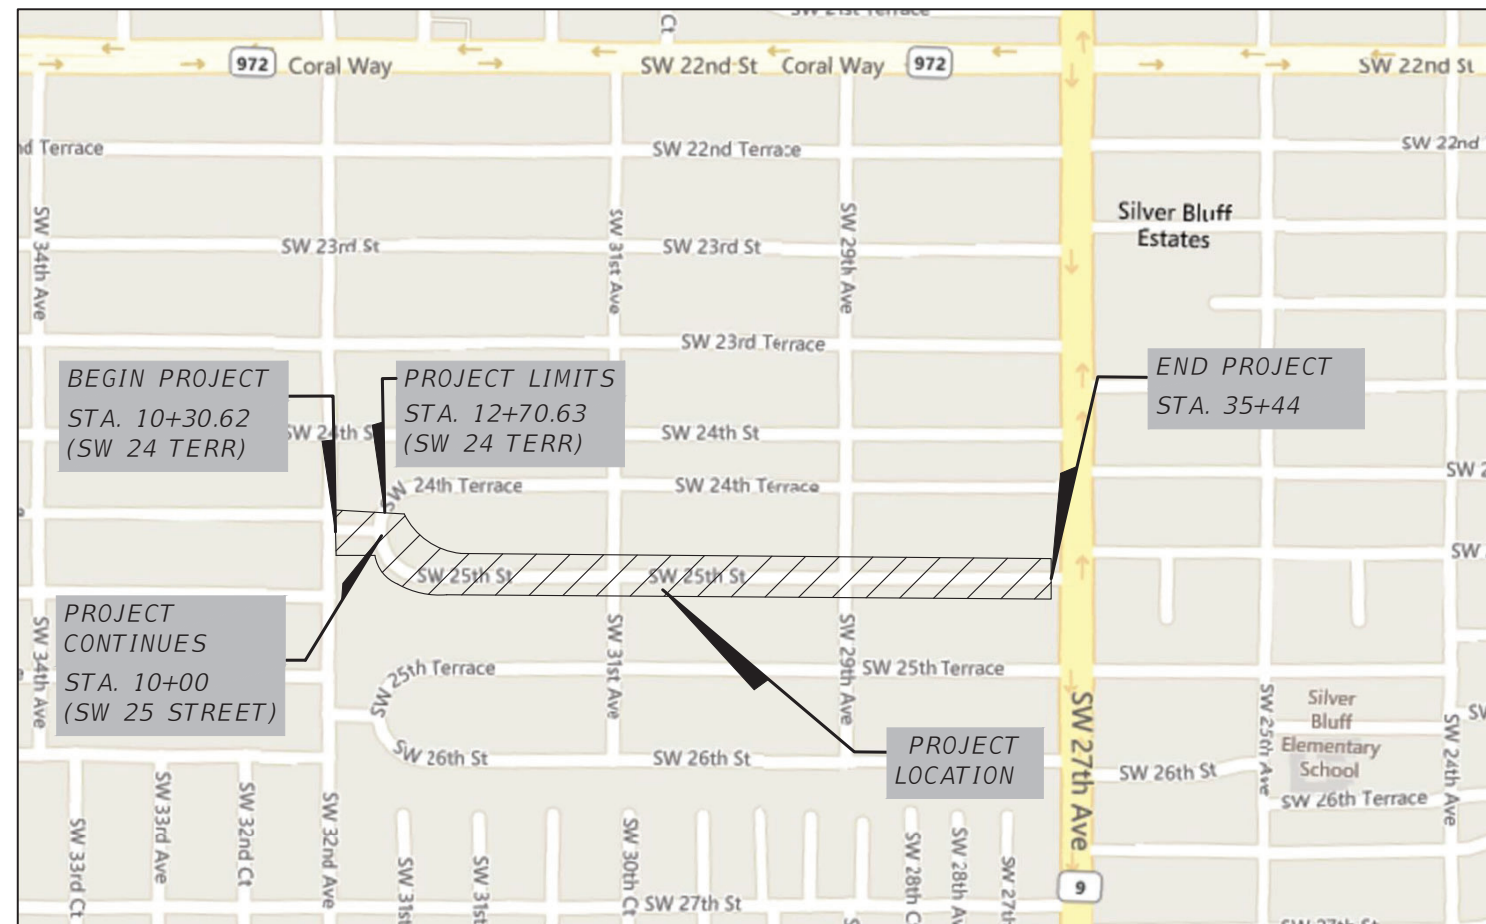 SW 21st Terrace
Ct
972 Coral Way
SW 22nd St Coral Way 972
SW 22nd St
nd Terrace
SW 22nd Terrace
SW 22nd
SW 34th Ave
SW 31st Ave
SW 29th Ave
Silver Bluff
Estates
SW 23rd St
SW 23rd St
SW 23rd Terrace
BEGIN PROJECT
STA. 10+30.62
(SW 24 TERR)
PROJECT LIMITS
STA. 12+70.63
(SW 24 TERR)
END PROJECT
STA. 35+44
SW 24th S
SW 24th St
SW 24th Terrace
SW 24th Terrace
SW 2
SW 25th St
SW 25th St
SW
PROJECT
CONTINUES
STA. 10+00
(SW 25 STREET)
SW 34th Ave
SW 31st Ave
SW 29th Ave
SW 25th Terrace
SW 25th Terrace
SW 27th Ave
SW 25th Ave
Silver
Bluff
Elementary
School
SW 24th Ave
SW
PROJECT
LOCATION
SW 26th St
SW 26th St
SW 26th St
SW 26th Terrace
SW 33rd Ct
SW 33rd Ave
SW 32nd Ct
SW 32nd Ave
SW 31st
SW 31st
SW 30th Ct
SW 28th C
SW 28th Av
SW 27th
SW 27th St
9
SW 27th St